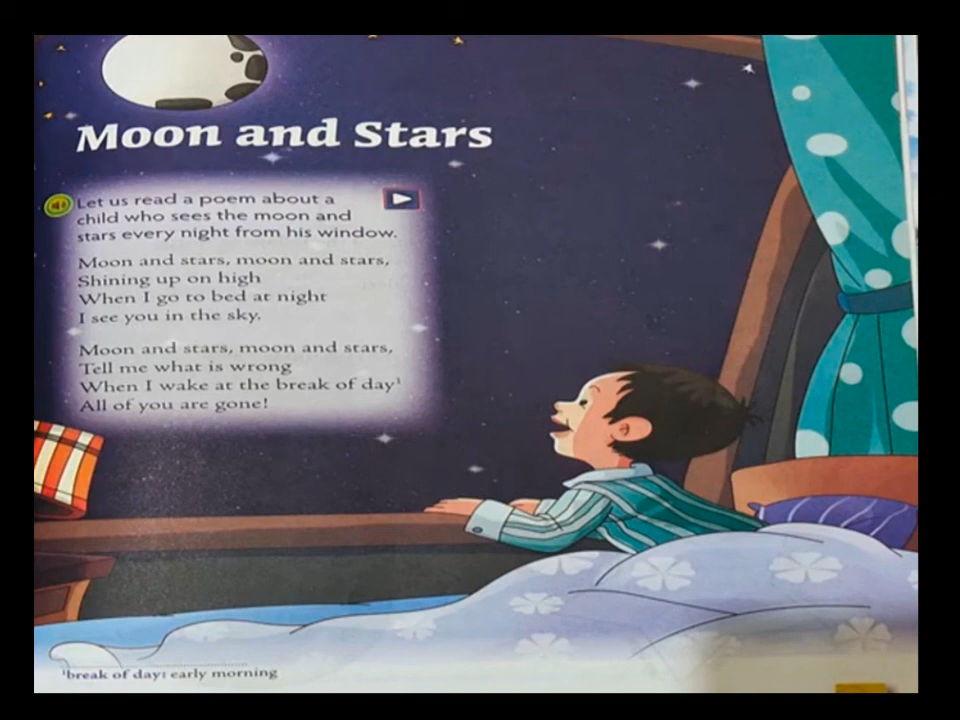 Moon and Stars
Let us read a poem about a
child who sees the moon and
stars every night from his window.
Moon and stars, moon and stars,
Shining up on high
When I go to bed at night
I see you in the sky.
Moon and stars, moon and stars,
Tell me what is wrong
When I wake at the break of day¹
All of you are gone!
¹break of day: early morning